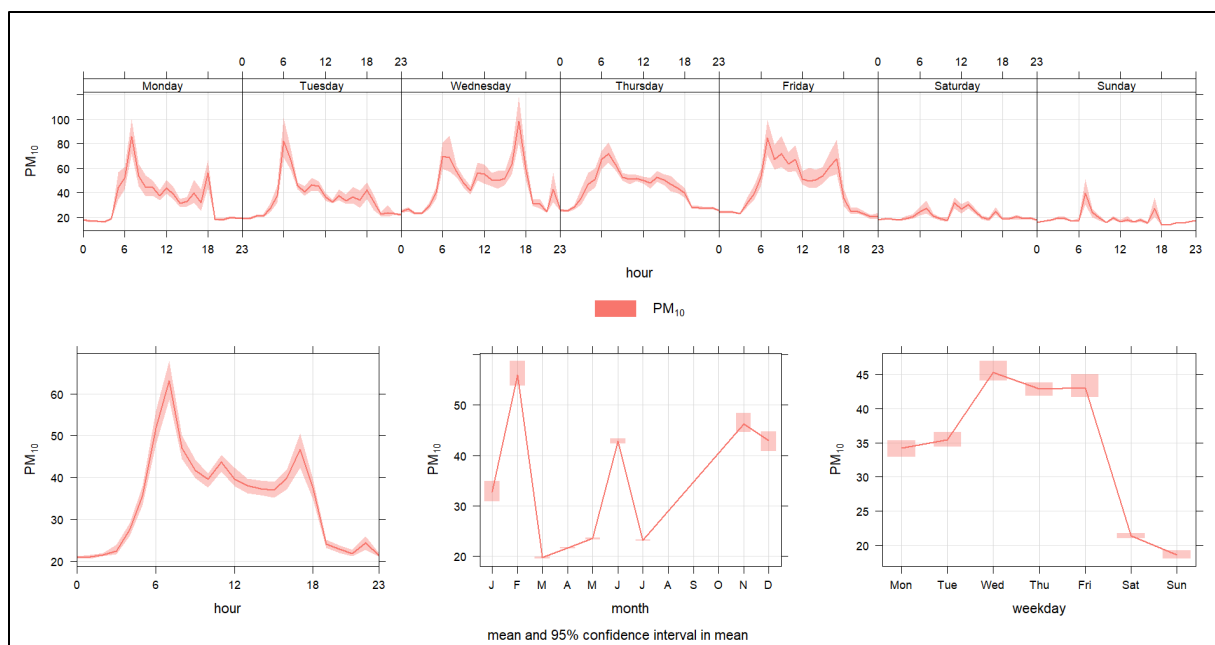 0 6 12 18 23 0 6 12 18 23 0 6 12 18 23
Monday Tuesday Wednesday Thursday Friday Saturday Sunday
100
80
60
40
20
PM₁₀
0 6 12 18 23 0 6 12 18 23 0 6 12 18 23 0 6 12 18 23
hour
PM₁₀
60
50
40
30
20
PM₁₀
0 6 12 18 23
hour
50
40
30
20
PM₁₀
J F M A M J J A S O N D
month
45
40
35
30
25
20
PM₁₀
Mon Tue Wed Thu Fri Sat Sun
weekday
mean and 95% confidence interval in mean